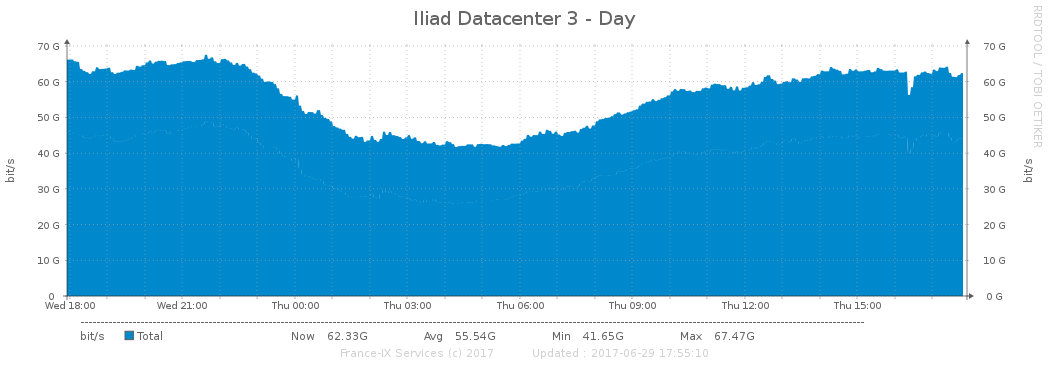 Iliad Datacenter 3 - Day
RRDTOOL / TOBI OETIKER
70 G 70 G
60 G 60 G
50 G 50 G
40 G 40 G
30 G 30 G
20 G 20 G
10 G 10 G
0 0 G
bit/s bit/s
Wed 18:00 Wed 21:00 Thu 00:00 Thu 03:00 Thu 06:00 Thu 09:00 Thu 12:00 Thu 15:00
bit/s Total Now 62.33G Avg 55.54G Min 41.65G Max 67.47G
France-IX Services (c) 2017 Updated : 2017-06-29 17:55:10